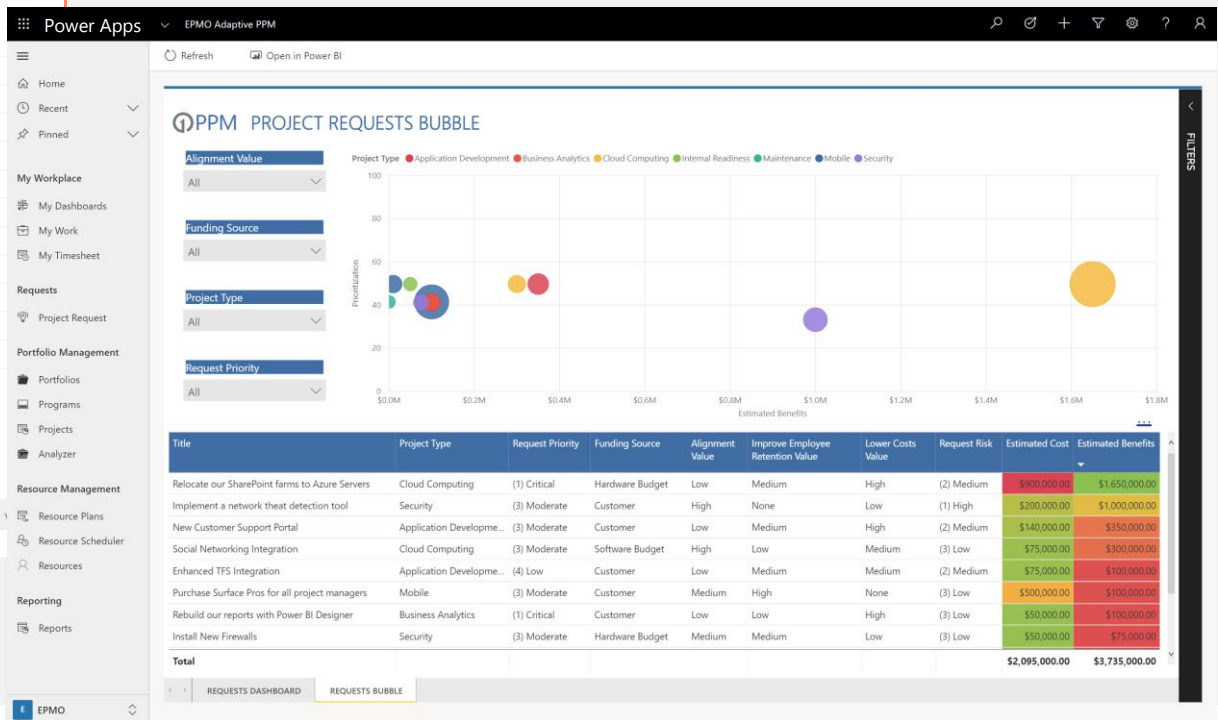 Power Apps
EPMO Adaptive PPM
Refresh
Open in Power BI
Home
Recent
Pinned
My Workplace
My Dashboards
My Work
My Timesheet
Requests
Project Request
Portfolio Management
Portfolios
Programs
Projects
Analyzer
Resource Management
Resource Plans
Resource Scheduler
Resources
Reporting
Reports
E EPMO
1PPM PROJECT REQUESTS BUBBLE
Alignment Value
All
Funding Source
All
Project Type
All
Request Priority
All
Project Type Application Development Business Analytics Cloud Computing Internal Readiness Maintenance Mobile Security
100
80
60
40
20
0
Prioritization
$0.0M $0.2M $0.4M $0.6M $0.8M $1.0M $1.2M $1.4M $1.6M $1.8M
Estimated Benefits
FILTERS
Title Project Type Request Priority Funding Source Alignment Value Improve Employee Retention Value Lower Costs Value Request Risk Estimated Cost Estimated Benefits
Relocate our SharePoint farms to Azure Servers Cloud Computing (1) Critical Hardware Budget Low Medium High (2) Medium $900,000.00 $1,650,000.00
Implement a network theat detection tool Security (3) Moderate Customer High None Low (1) High $200,000.00 $1,000,000.00
New Customer Support Portal Application Developme... (3) Moderate Customer Low Medium High (2) Medium $140,000.00 $350,000.00
Social Networking Integration Cloud Computing (3) Moderate Software Budget High Low Medium (3) Low $75,000.00 $300,000.00
Enhanced TFS Integration Application Developme... (4) Low Customer Low Medium Medium (2) Medium $75,000.00 $100,000.00
Purchase Surface Pros for all project managers Mobile (3) Moderate Customer Medium High None (3) Low $500,000.00 $100,000.00
Rebuild our reports with Power BI Designer Business Analytics (1) Critical Customer Low Low High (3) Low $50,000.00 $100,000.00
Install New Firewalls Security (3) Moderate Hardware Budget Medium Medium Low (3) Low $50,000.00 $75,000.00
Total $2,095,000.00 $3,735,000.00
REQUESTS DASHBOARD REQUESTS BUBBLE